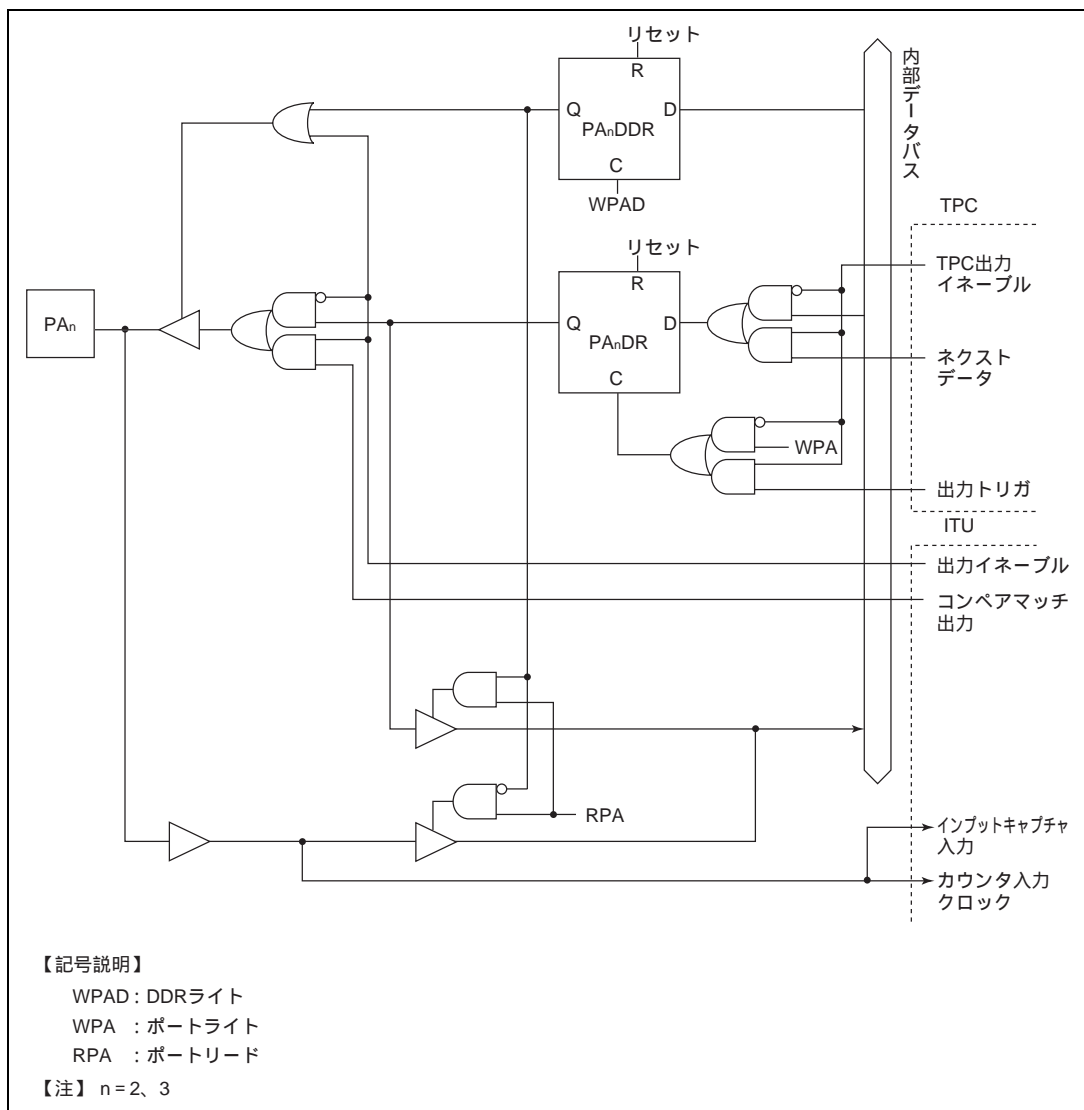 リセット
R
Q
D
PAnDDR
C
WPAD
内部データバス
TPC
リセット
R
TPC出力
イネーブル
PAn
Q
D
PAnDR
C
ネクスト
データ
WPA
出力トリガ
ITU
出力イネーブル
コンペアマッチ
出力
RPA
インプットキャプチャ
入力
カウンタ入力
クロック
【記号説明】
WPAD : DDRライト
WPA : ポートライト
RPA : ポートリード
【注】 n = 2、3